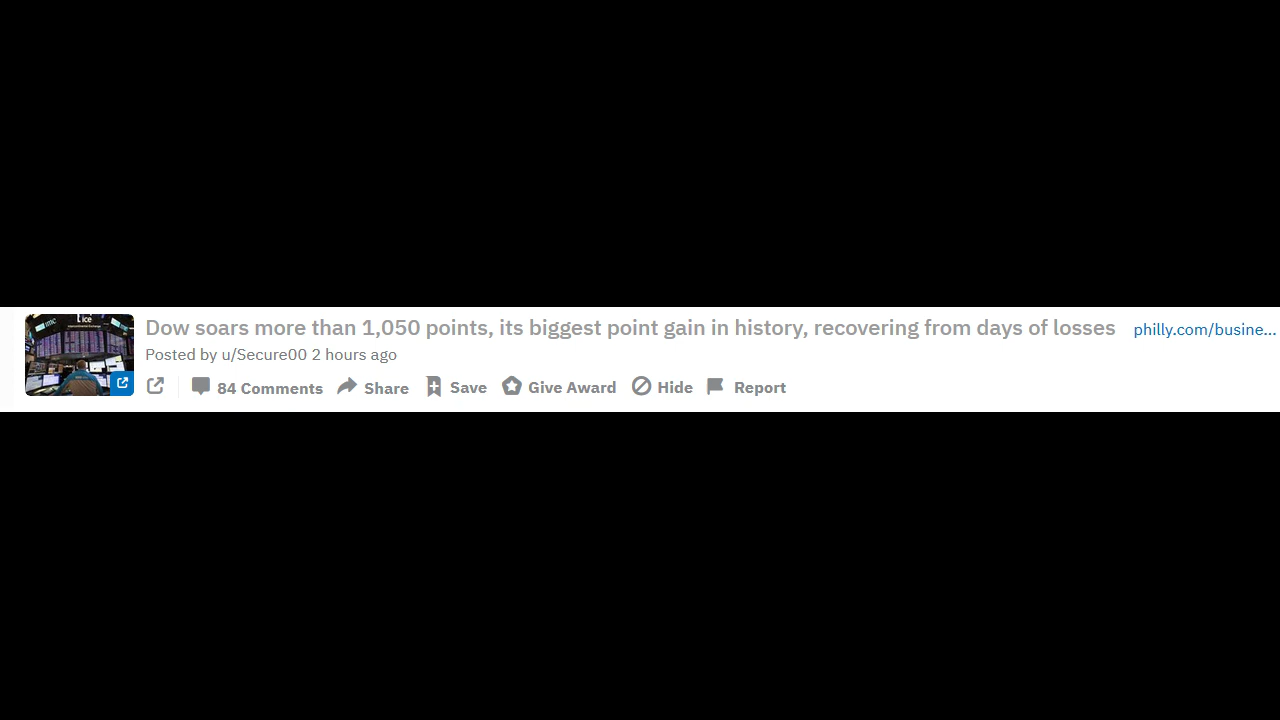 Dow soars more than 1,050 points, its biggest point gain in history, recovering from days of losses philly.com/busine...
Posted by u/Secure00 2 hours ago
84 Comments Share Save Give Award Hide Report
ice